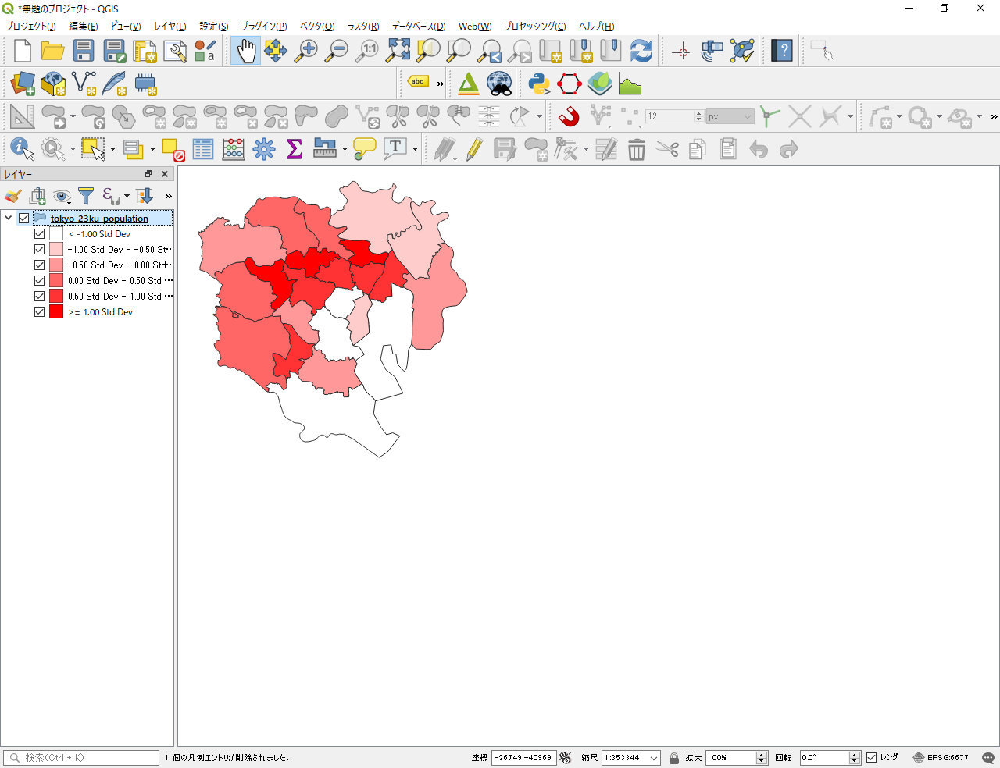 *無題のプロジェクト - QGIS
プロジェクト(J) 編集(E) ビュー(V) レイヤ(L) 設定(S) プラグイン(P) ベクタ(O) ラスタ(R) データベース(D) Web(W) プロセッシング(C) ヘルプ(H)
1:1 a
abc »
12 px »
T
レイヤー
ε »
tokyo_23ku_population
< -1.00 Std Dev
-1.00 Std Dev - -0.50 St…
-0.50 Std Dev - 0.00 Std…
0.00 Std Dev - 0.50 Std …
0.50 Std Dev - 1.00 Std …
>= 1.00 Std Dev
検索(Ctrl + K) 1 個の凡例エントリが削除されました. 座標 -26749,-40969 縮尺 1:353344 拡大 100% 回転 0.0° レンダ EPSG:6677